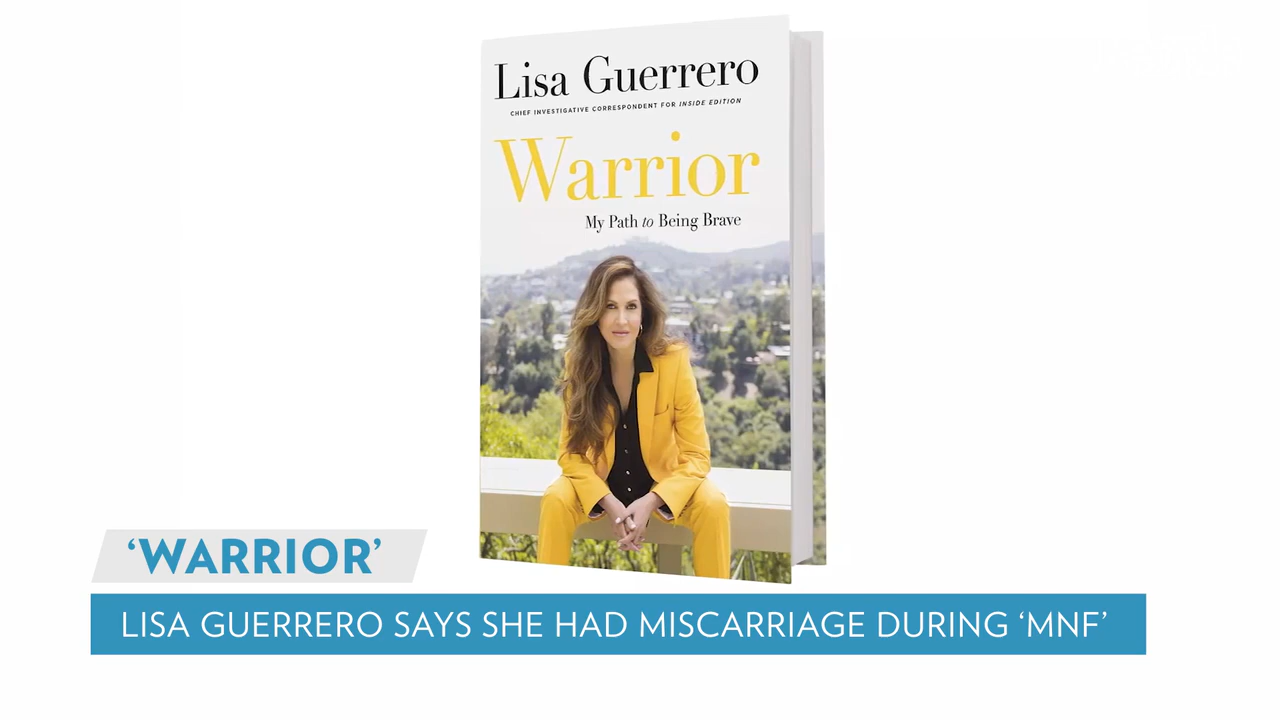 Lisa Guerrero
CHIEF INVESTIGATIVE CORRESPONDENT FOR INSIDE EDITION
Warrior
My Path to Being Brave
‘WARRIOR’
LISA GUERRERO SAYS SHE HAD MISCARRIAGE DURING ‘MNF’